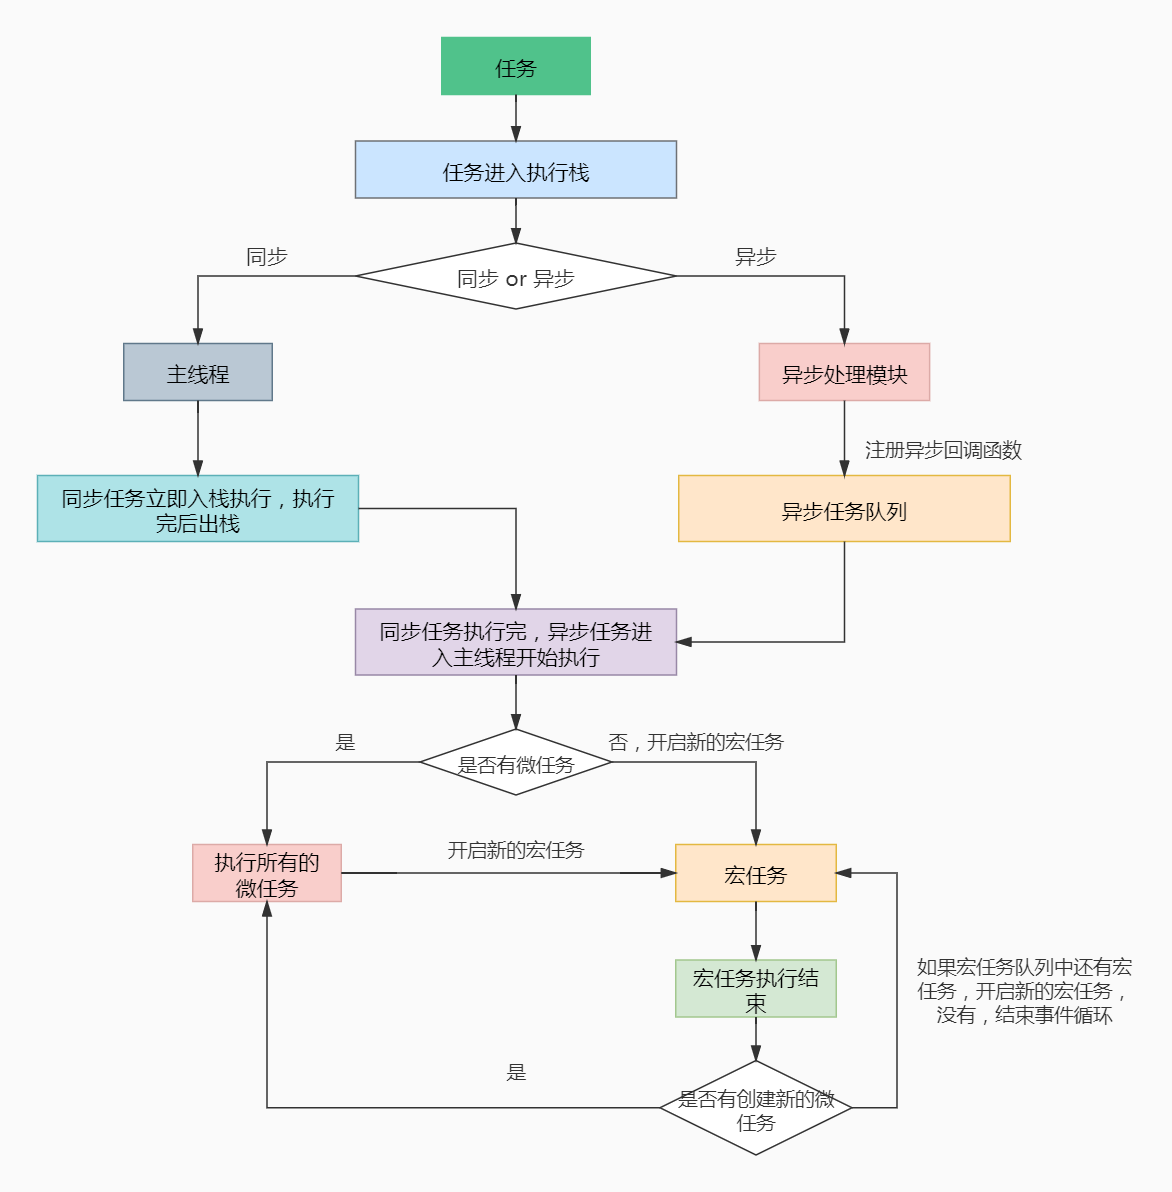 任务
任务进入执行栈
同步
异步
同步 or 异步
主线程
异步处理模块
注册异步回调函数
同步任务立即入栈执行，执行
完后出栈
异步任务队列
同步任务执行完，异步任务进
入主线程开始执行
是
否，开启新的宏任务
是否有微任务
执行所有的
微任务
开启新的宏任务
宏任务
宏任务执行结
束
如果宏任务队列中还有宏
任务，开启新的宏任务，
没有，结束事件循环
是
是否有创建新的微
任务